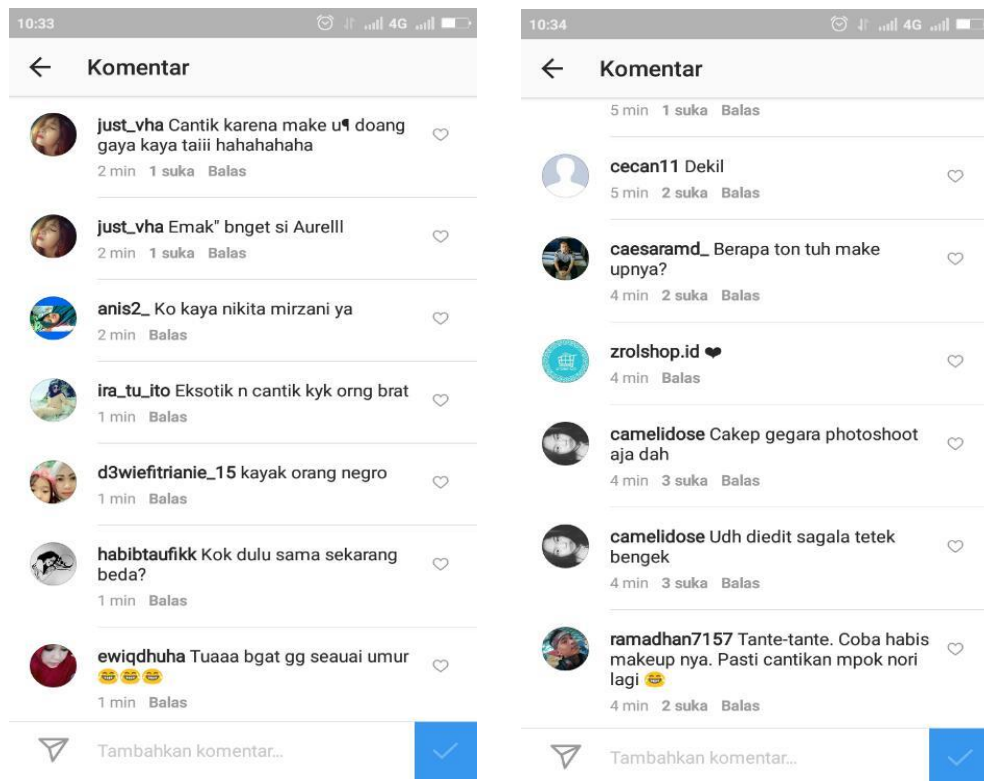 10:33
4G
Komentar
just_vha Cantik karena make u¶ doang
gaya kaya taiii hahahahaha
2 min 1 suka Balas
just_vha Emak" bnget si Aurelll
2 min 1 suka Balas
anis2_ Ko kaya nikita mirzani ya
2 min Balas
ira_tu_ito Eksotik n cantik kyk orng brat
1 min Balas
d3wiefitrianie_15 kayak orang negro
1 min Balas
habibtaufikk Kok dulu sama sekarang
beda?
1 min Balas
ewiqdhuha Tuaaa bgat gg seauai umur
😂😂😂
1 min Balas
Tambahkan komentar...
10:34
4G
Komentar
5 min 1 suka Balas
cecan11 Dekil
5 min 2 suka Balas
caesaramd_ Berapa ton tuh make
upnya?
4 min 2 suka Balas
zrolshop.id ❤
4 min Balas
camelidose Cakep gegara photoshoot
aja dah
4 min 3 suka Balas
camelidose Udh diedit sagala tetek
bengek
4 min 3 suka Balas
ramadhan7157 Tante-tante. Coba habis
makeup nya. Pasti cantikan mpok nori
lagi 😂
4 min 2 suka Balas
Tambahkan komentar...